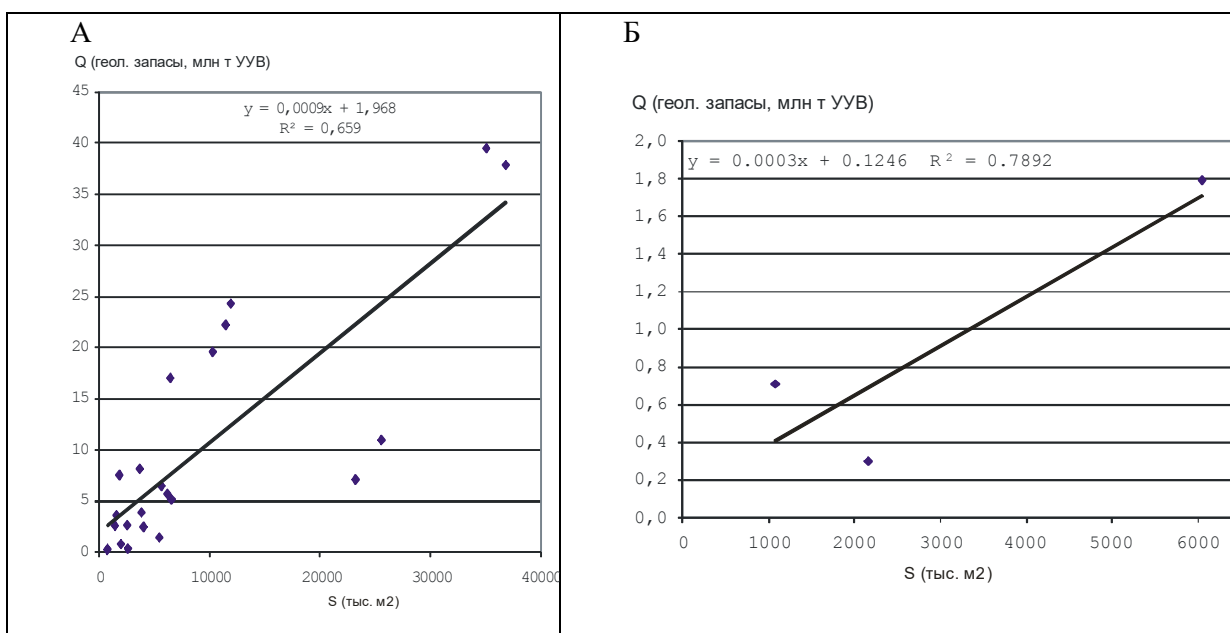 А
Q (геол. запасы, млн т УУВ)
y = 0,0009x + 1,968
R² = 0,659
45
40
35
30
25
20
15
10
5
0
0 10000 20000 30000 40000
S (тыс. м2)
Б
Q (геол. запасы, млн т УУВ)
y = 0.0003x + 0.1246 R² = 0.7892
2,0
1,8
1,6
1,4
1,2
1,0
0,8
0,6
0,4
0,2
0,0
0 1000 2000 3000 4000 5000 6000
S (тыс. м2)